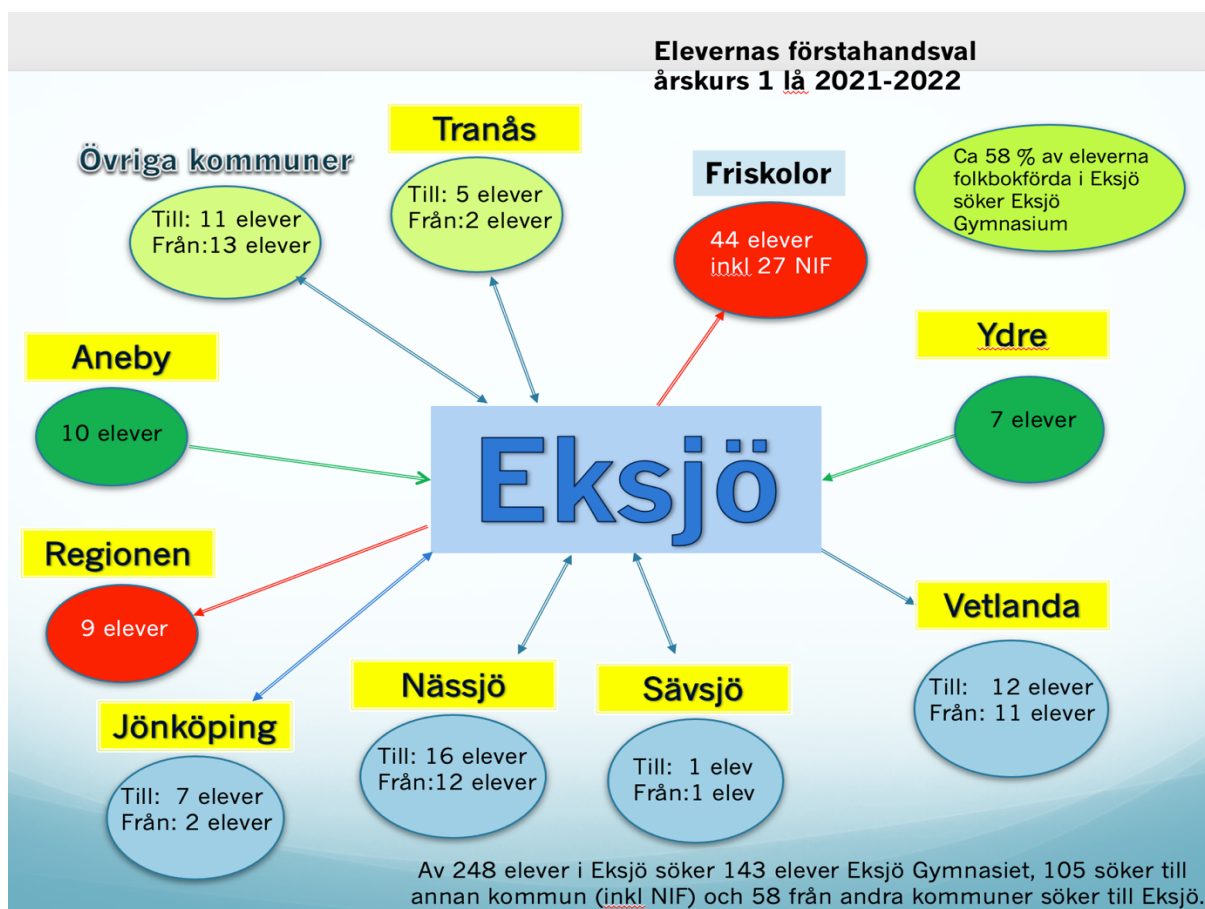 Elevernas förstahandsval
årskurs 1 lå 2021-2022
Tranås
Till: 5 elever
Från:2 elever
Övriga kommuner
Till: 11 elever
Från:13 elever
Friskolor
44 elever
inkl 27 NIF
Ca 58 % av eleverna
folkbokförda i Eksjö
söker Eksjö
Gymnasium
Aneby
10 elever
Ydre
7 elever
Eksjö
Regionen
9 elever
Vetlanda
Till: 12 elever
Från: 11 elever
Jönköping
Till: 7 elever
Från: 2 elever
Nässjö
Till: 16 elever
Från:12 elever
Sävsjö
Till: 1 elev
Från:1 elev
Av 248 elever i Eksjö söker 143 elever Eksjö Gymnasiet, 105 söker till
annan kommun (inkl NIF) och 58 från andra kommuner söker till Eksjö.